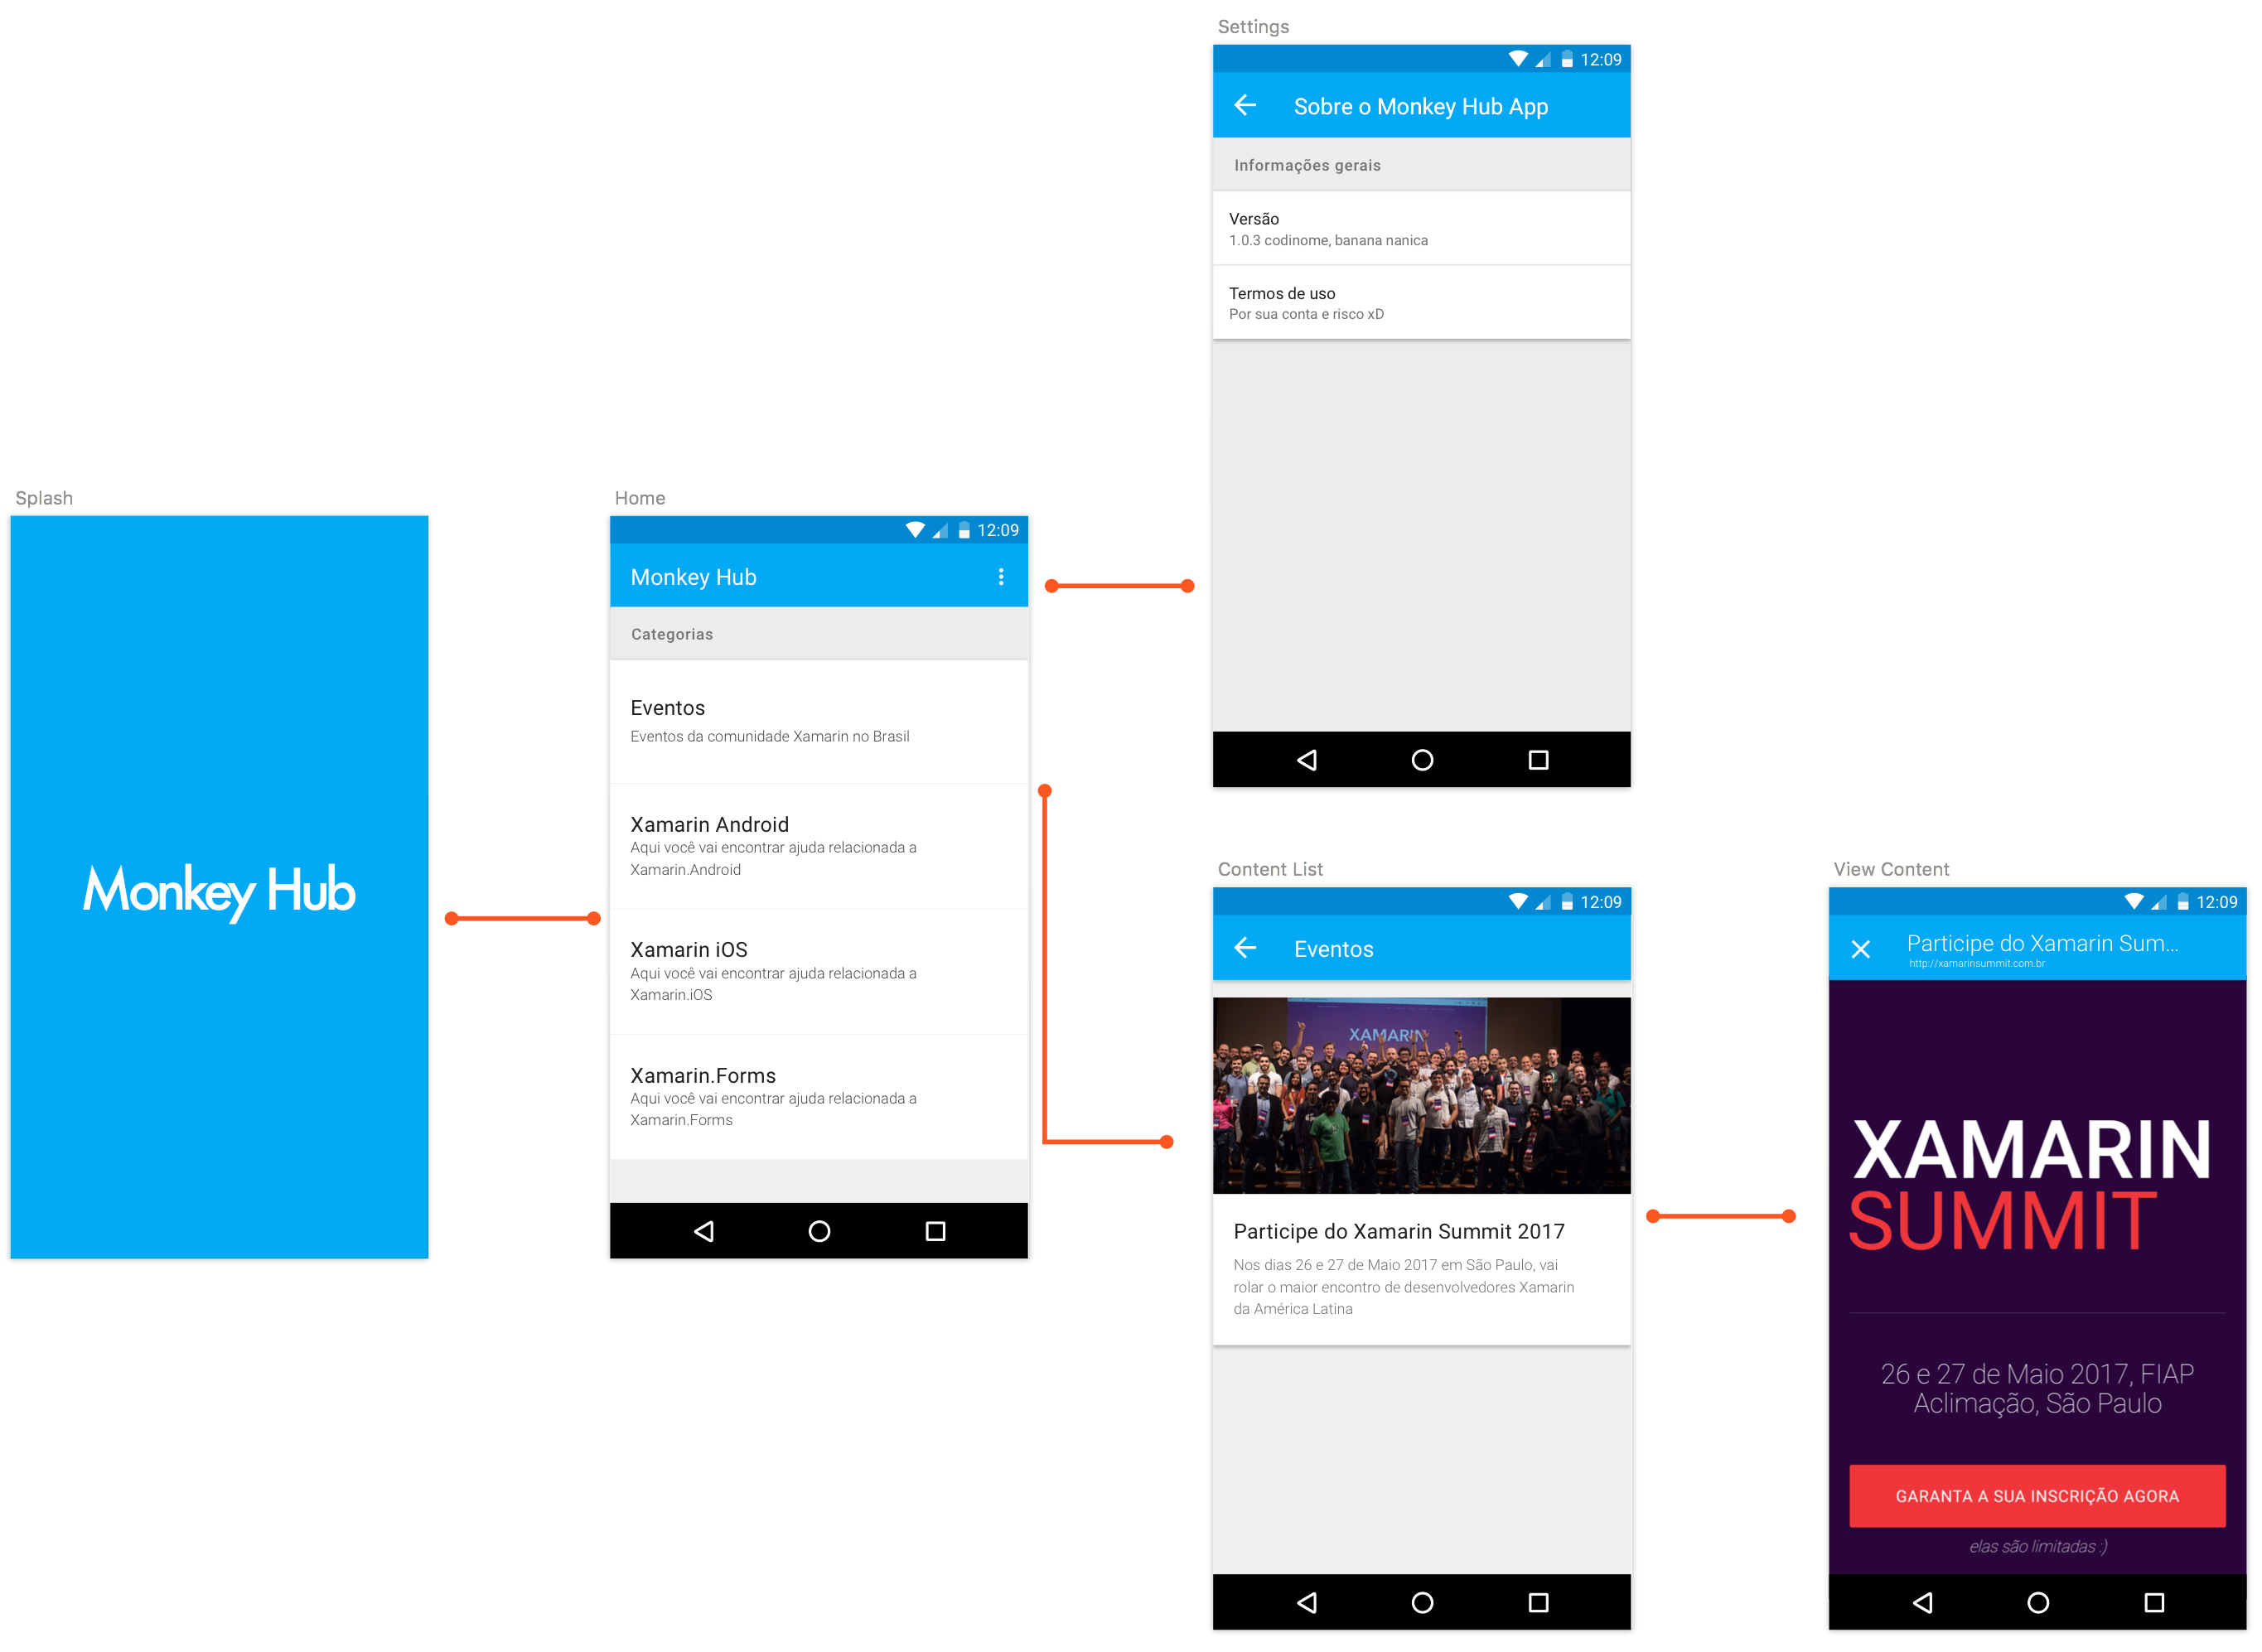 Splash
Monkey Hub
Home
12:09
Monkey Hub
Categorias
Eventos
Eventos da comunidade Xamarin no Brasil
Xamarin Android
Aqui você vai encontrar ajuda relacionada a
Xamarin.Android
Xamarin iOS
Aqui você vai encontrar ajuda relacionada a
Xamarin.iOS
Xamarin.Forms
Aqui você vai encontrar ajuda relacionada a
Xamarin.Forms
Settings
12:09
Sobre o Monkey Hub App
Informações gerais
Versão
1.0.3 codinome, banana nanica
Termos de uso
Por sua conta e risco xD
Content List
12:09
Eventos
XAMARIN
Participe do Xamarin Summit 2017
Nos dias 26 e 27 de Maio 2017 em São Paulo, vai
rolar o maior encontro de desenvolvedores Xamarin
da América Latina
View Content
12:09
Participe do Xamarin Sum...
http://xamarinsummit.com.br
XAMARIN
SUMMIT
26 e 27 de Maio 2017, FIAP
Aclimação, São Paulo
GARANTA A SUA INSCRIÇÃO AGORA
elas são limitadas :)